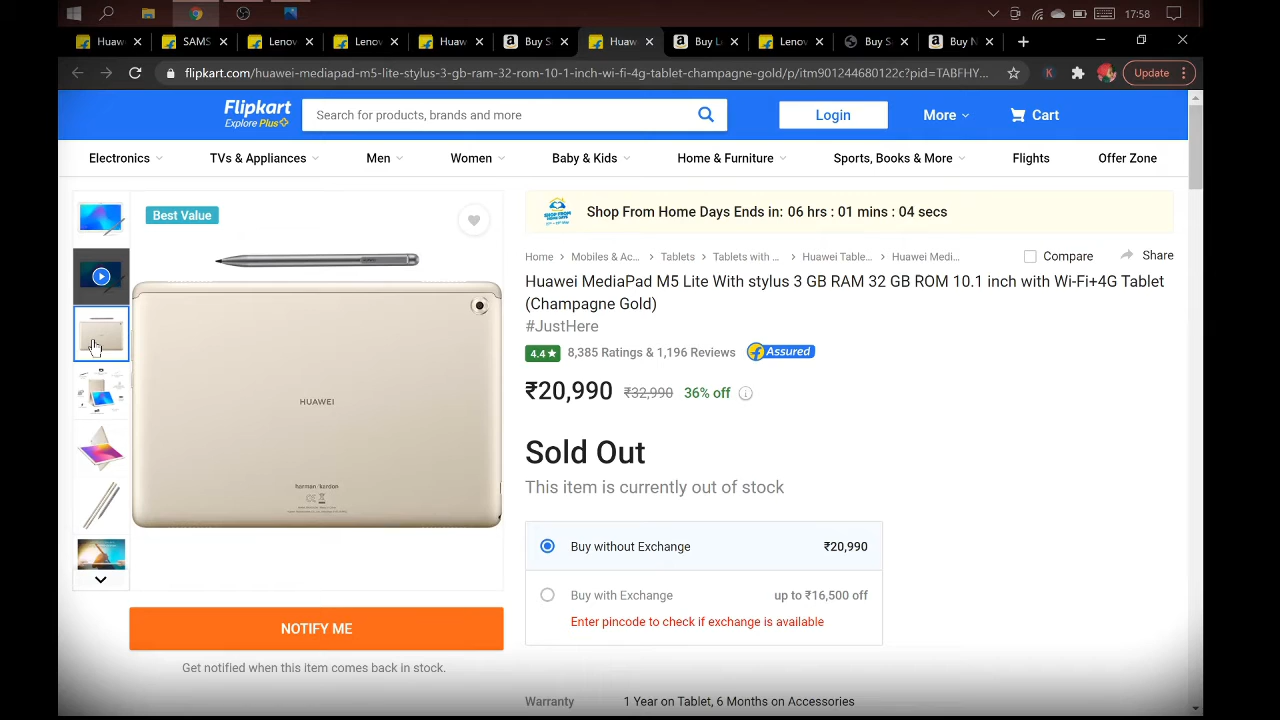 17:58
Huaw
SAMS
Lenov
Lenov
Huaw
Buy S
Huaw
Buy L
Lenov
Buy S
Buy N
flipkart.com/huawei-mediapad-m5-lite-stylus-3-gb-ram-32-rom-10-1-inch-wi-fi-4g-tablet-champagne-gold/p/itm901244680122c?pid=TABFHY...
K
Update
Flipkart
Explore Plus
Search for products, brands and more
Login
More
Cart
Electronics
TVs & Appliances
Men
Women
Baby & Kids
Home & Furniture
Sports, Books & More
Flights
Offer Zone
Best Value
HUAWEI
harman/kardon
NOTIFY ME
Get notified when this item comes back in stock.
Shop From Home Days Ends in: 06 hrs : 01 mins : 04 secs
Home > Mobiles & Ac... > Tablets > Tablets with ... > Huawei Table... > Huawei Medi...
Compare
Share
Huawei MediaPad M5 Lite With stylus 3 GB RAM 32 GB ROM 10.1 inch with Wi-Fi+4G Tablet
(Champagne Gold)
#JustHere
4.4★ 8,385 Ratings & 1,196 Reviews Assured
₹20,990 ₹32,990 36% off
Sold Out
This item is currently out of stock
Buy without Exchange ₹20,990
Buy with Exchange up to ₹16,500 off
Enter pincode to check if exchange is available
Warranty 1 Year on Tablet, 6 Months on Accessories